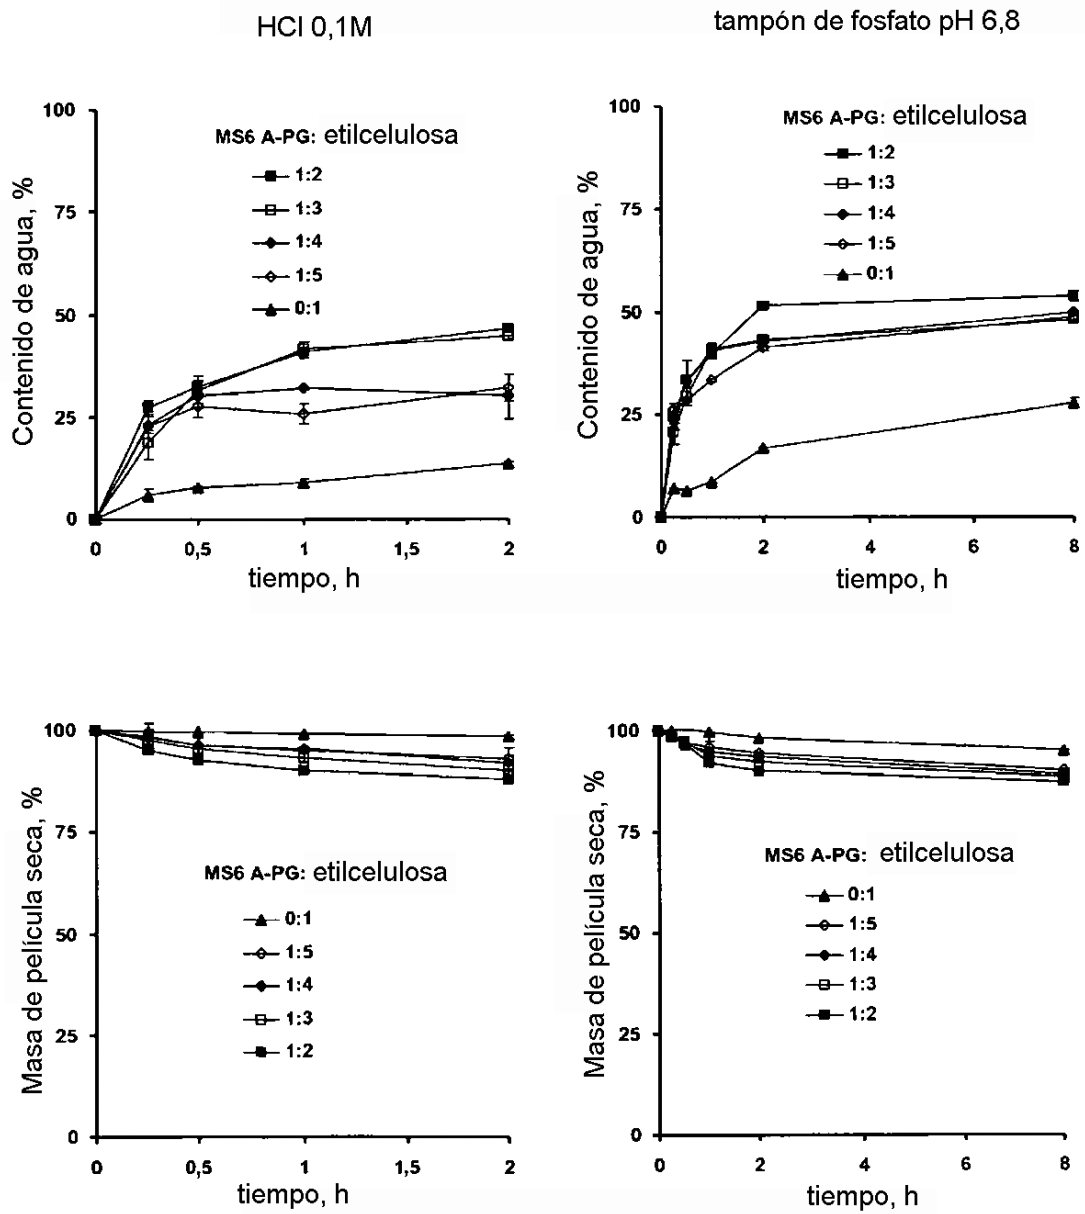 HCl 0,1M
tampón de fosfato pH 6,8
100
75
50
25
0
Contenido de agua, %
MS6 A-PG: etilcelulosa
1:2
1:3
1:4
1:5
0:1
0 0,5 1 1,5 2
tiempo, h
100
75
50
25
0
Contenido de agua, %
MS6 A-PG: etilcelulosa
1:2
1:3
1:4
1:5
0:1
0 2 4 6 8
tiempo, h
100
75
50
25
0
Masa de película seca, %
MS6 A-PG: etilcelulosa
0:1
1:5
1:4
1:3
1:2
0 0,5 1 1,5 2
tiempo, h
100
75
50
25
0
Masa de película seca, %
MS6 A-PG: etilcelulosa
0:1
1:5
1:4
1:3
1:2
0 2 4 6 8
tiempo, h